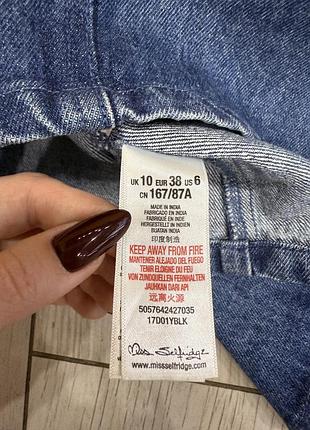 UK 10 EUR 38 US 6
CN 167/87A
MADE IN INDIA
FABRICADO EN INDIA
FABRIQUÉ EN INDE
HERGESTELLT IN INDIEN
BUATAN INDIA
印度制造
KEEP AWAY FROM FIRE
MANTENER ALEJADO DEL FUEGO
TENIR ÉLOIGNÉ DU FEU
VON ZUNDQUELLEN FERNHALTEN
JAUHKAN DARI API
远离火源
5057642427035
17D01YBLK
Miss Selfridge
www.missselfridge.com